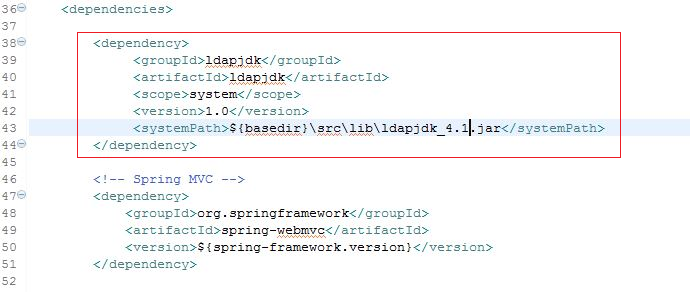 36 <dependencies>
37
38 <dependency>
39 <groupId>ldapjdk</groupId>
40 <artifactId>ldapjdk</artifactId>
41 <scope>system</scope>
42 <version>1.0</version>
43 <systemPath>${basedir}\src\lib\ldapjdk_4.1.jar</systemPath>
44 </dependency>
45
46 <!-- Spring MVC -->
47 <dependency>
48 <groupId>org.springframework</groupId>
49 <artifactId>spring-webmvc</artifactId>
50 <version>${spring-framework.version}</version>
51 </dependency>
52